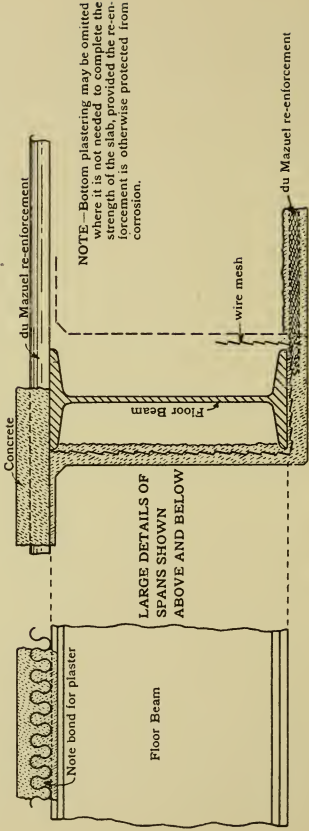 Concrete
du Mazuel re-enforcement
NOTE—Bottom plastering may be omitted
where it is not needed to complete the
strength of the slab, provided the re-en-
forcement is otherwise protected from
corrosion.
Note bond for plaster
Floor Beam
LARGE DETAILS OF
SPANS SHOWN
ABOVE AND BELOW
Floor Beam
wire mesh
du Mazuel re-enforcement